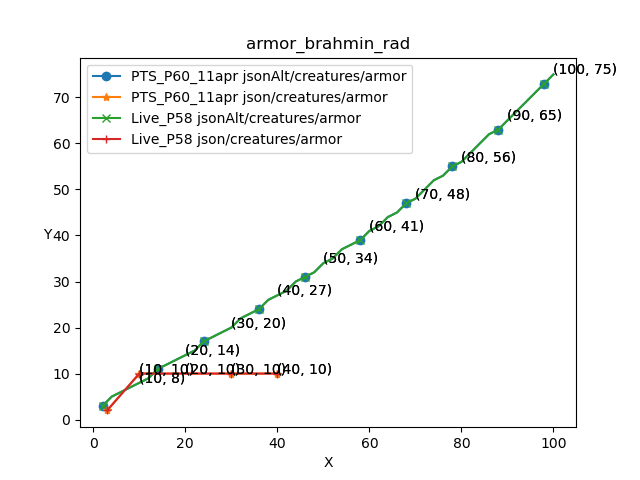 armor_brahmin_rad
PTS_P60_11apr jsonAlt/creatures/armor
PTS_P60_11apr json/creatures/armor
Live_P58 jsonAlt/creatures/armor
Live_P58 json/creatures/armor
(100, 75)
70
(90, 65)
60
(80, 56)
50
(70, 48)
Y
40
(60, 41)
(50, 34)
30
(40, 27)
20
(30, 20)
(20, 14)
10
(10, 10)
(20, 10)
(30, 10)
(40, 10)
(10, 8)
0
0 20 40 60 80 100
X